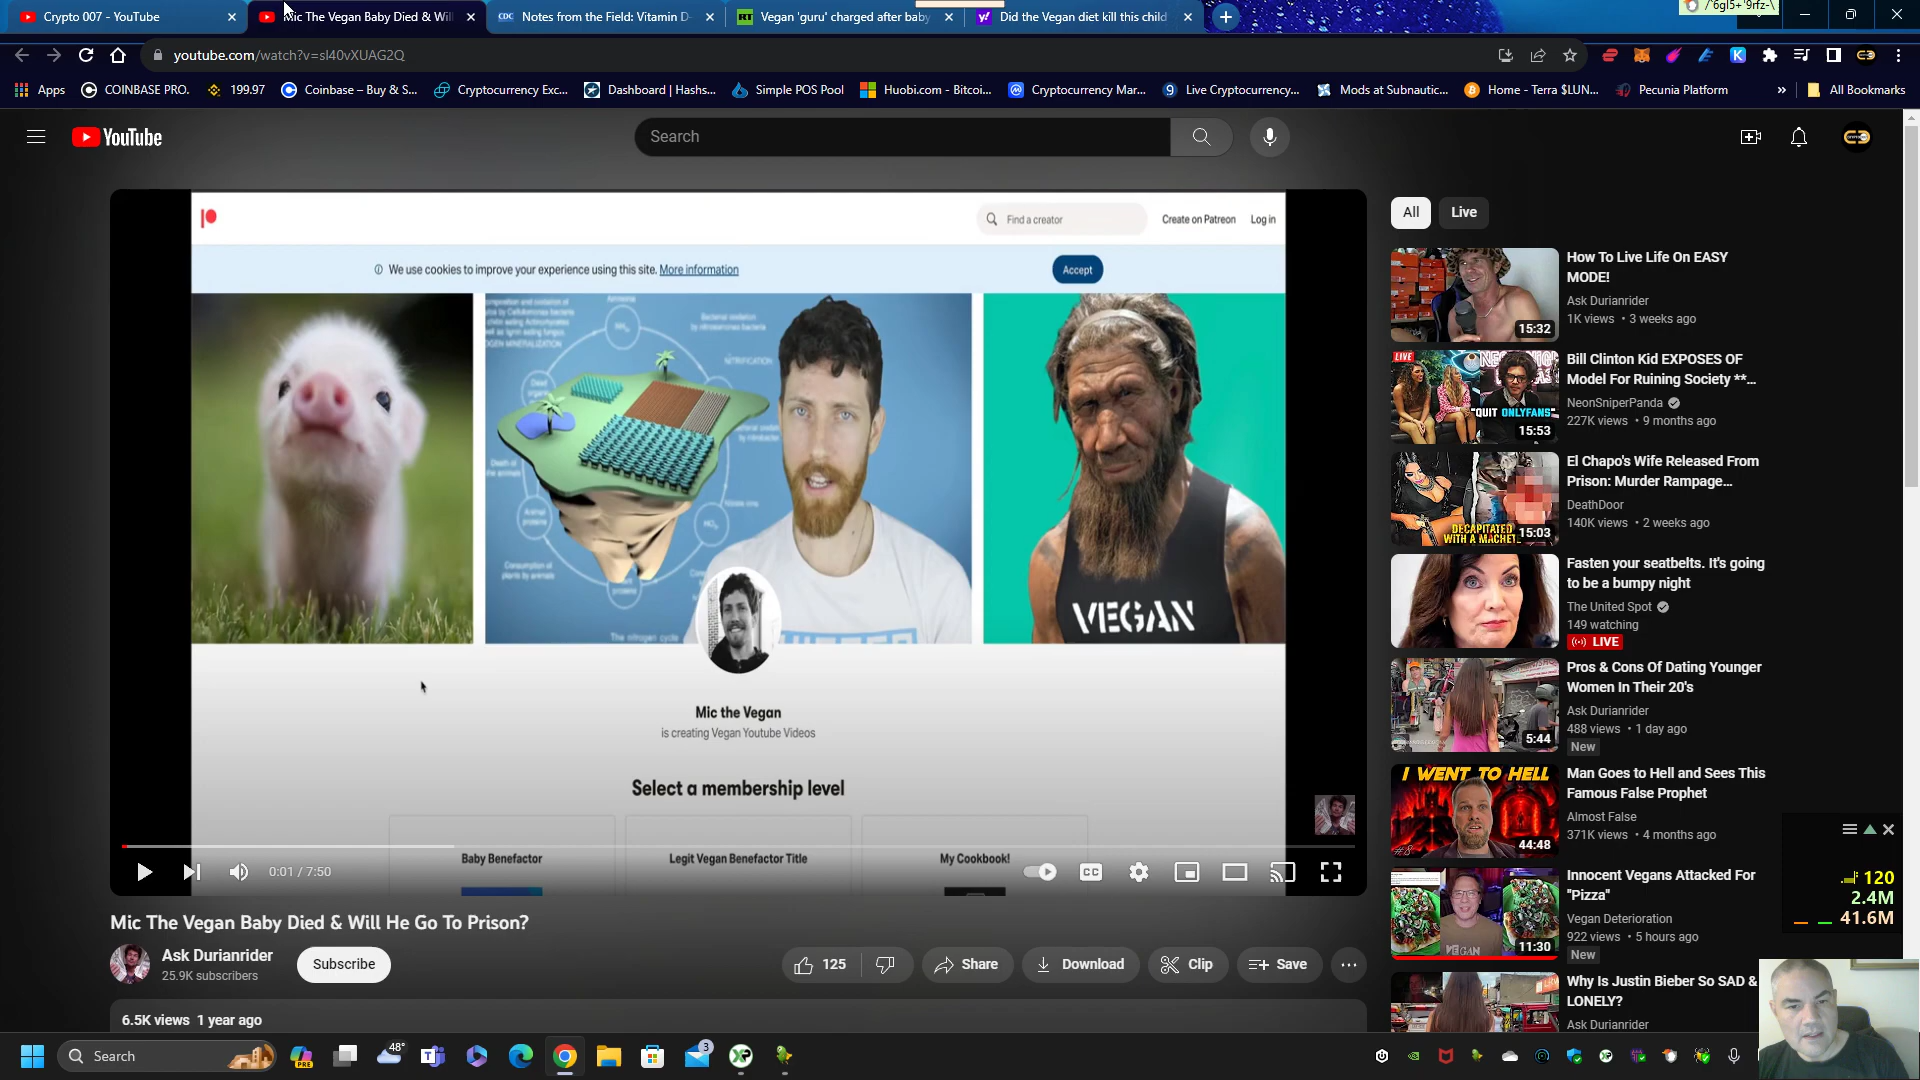 Crypto 007 - YouTube
Mic The Vegan Baby Died & Wil
Notes from the Field: Vitamin D-
Vegan 'guru' charged after baby
Did the Vegan diet kill this child
youtube.com/watch?v=sI40vXUAG2Q
Apps
COINBASE PRO.
199.97
Coinbase – Buy & S...
Cryptocurrency Exc...
Dashboard | Hashs...
Simple POS Pool
Huobi.com - Bitcoi...
Cryptocurrency Mar...
Live Cryptocurrency...
Mods at Subnautic...
Home - Terra $LUN...
Pecunia Platform
»
All Bookmarks
YouTube
Search
Find a creator
Create on Patreon
Log in
We use cookies to improve your experience using this site. More information
Accept
VEGAN
Mic the Vegan
is creating Vegan Youtube Videos
Select a membership level
Baby Benefactor
Legit Vegan Benefactor Title
My Cookbook!
0:01 / 7:50
CC
Mic The Vegan Baby Died & Will He Go To Prison?
Ask Durianrider
25.9K subscribers
Subscribe
125
Share
Download
Clip
Save
6.5K views 1 year ago
All
Live
15:32
How To Live Life On EASY
MODE!
Ask Durianrider
1K views • 3 weeks ago
LIVE
"QUIT ONLYFANS"
15:53
Bill Clinton Kid EXPOSES OF
Model For Ruining Society **...
NeonSniperPanda
227K views • 9 months ago
DECAPITATED
WITH A MACHETE
15:03
El Chapo's Wife Released From
Prison: Murder Rampage...
DeathDoor
140K views • 2 weeks ago
Fasten your seatbelts. It's going
to be a bumpy night
The United Spot
149 watching
LIVE
5:44
Pros & Cons Of Dating Younger
Women In Their 20's
Ask Durianrider
488 views • 1 day ago
New
I WENT TO HELL
#8
44:48
Man Goes to Hell and Sees This
Famous False Prophet
Almost False
371K views • 4 months ago
11:30
Innocent Vegans Attacked For
"Pizza"
Vegan Deterioration
922 views • 5 hours ago
New
Why Is Justin Bieber So SAD &
LONELY?
Ask Durianrider
120
2.4M
41.6M
Search
48°
3